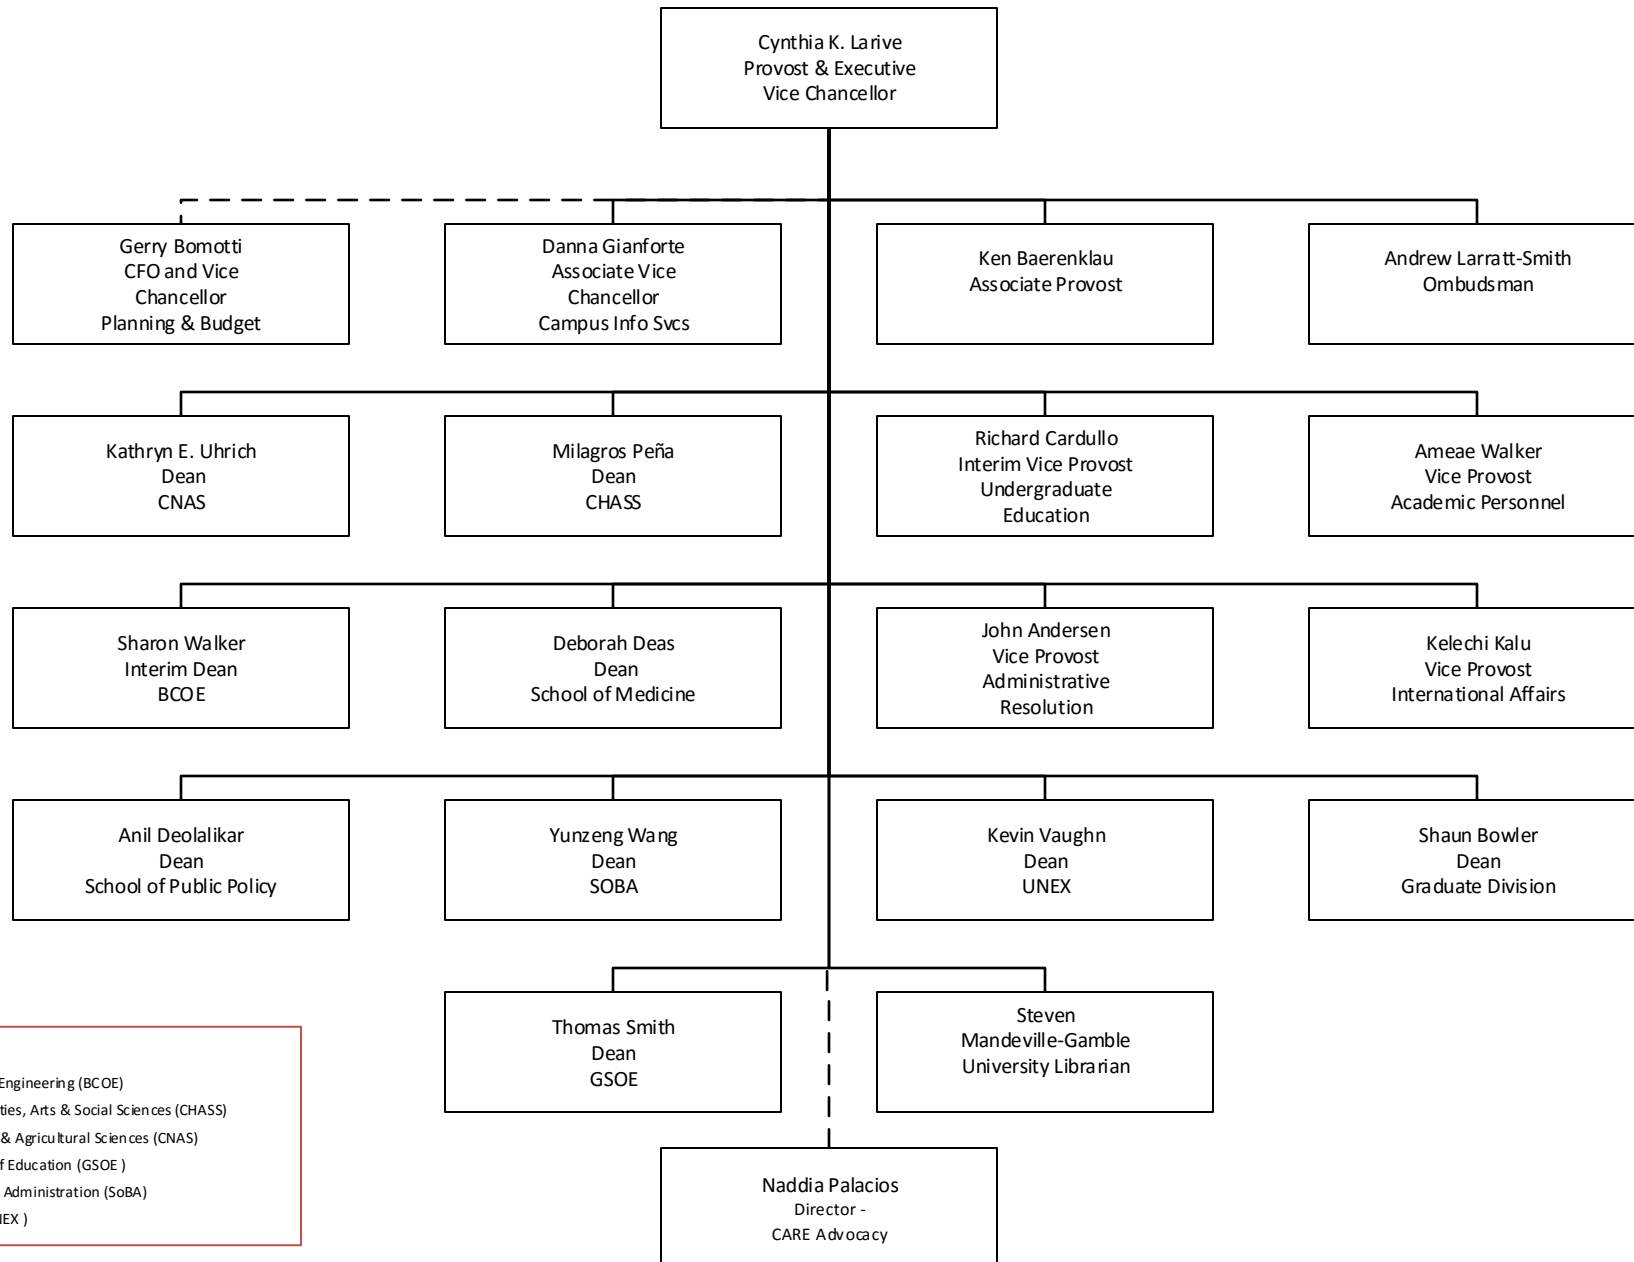 Cynthia K. Larive
Provost & Executive
Vice Chancellor
Gerry Bomotti
CFO and Vice
Chancellor
Planning & Budget
Danna Gianforte
Associate Vice
Chancellor
Campus Info Svcs
Ken Baerenklau
Associate Provost
Andrew Larratt-Smith
Ombudsman
Kathryn E. Uhrich
Dean
CNAS
Milagros Peña
Dean
CHASS
Richard Cardullo
Interim Vice Provost
Undergraduate
Education
Ameae Walker
Vice Provost
Academic Personnel
Sharon Walker
Interim Dean
BCOE
Deborah Deas
Dean
School of Medicine
John Andersen
Vice Provost
Administrative
Resolution
Kelechi Kalu
Vice Provost
International Affairs
Anil Deolalikar
Dean
School of Public Policy
Yunzeng Wang
Dean
SOBA
Kevin Vaughn
Dean
UNEX
Shaun Bowler
Dean
Graduate Division
Thomas Smith
Dean
GSOE
Steven
Mandeville-Gamble
University Librarian
Engineering (BCOE)
ties, Arts & Social Sciences (CHASS)
& Agricultural Sciences (CNAS)
f Education (GSOE )
Administration (SoBA)
NEX )
Naddia Palacios
Director -
CARE Advocacy